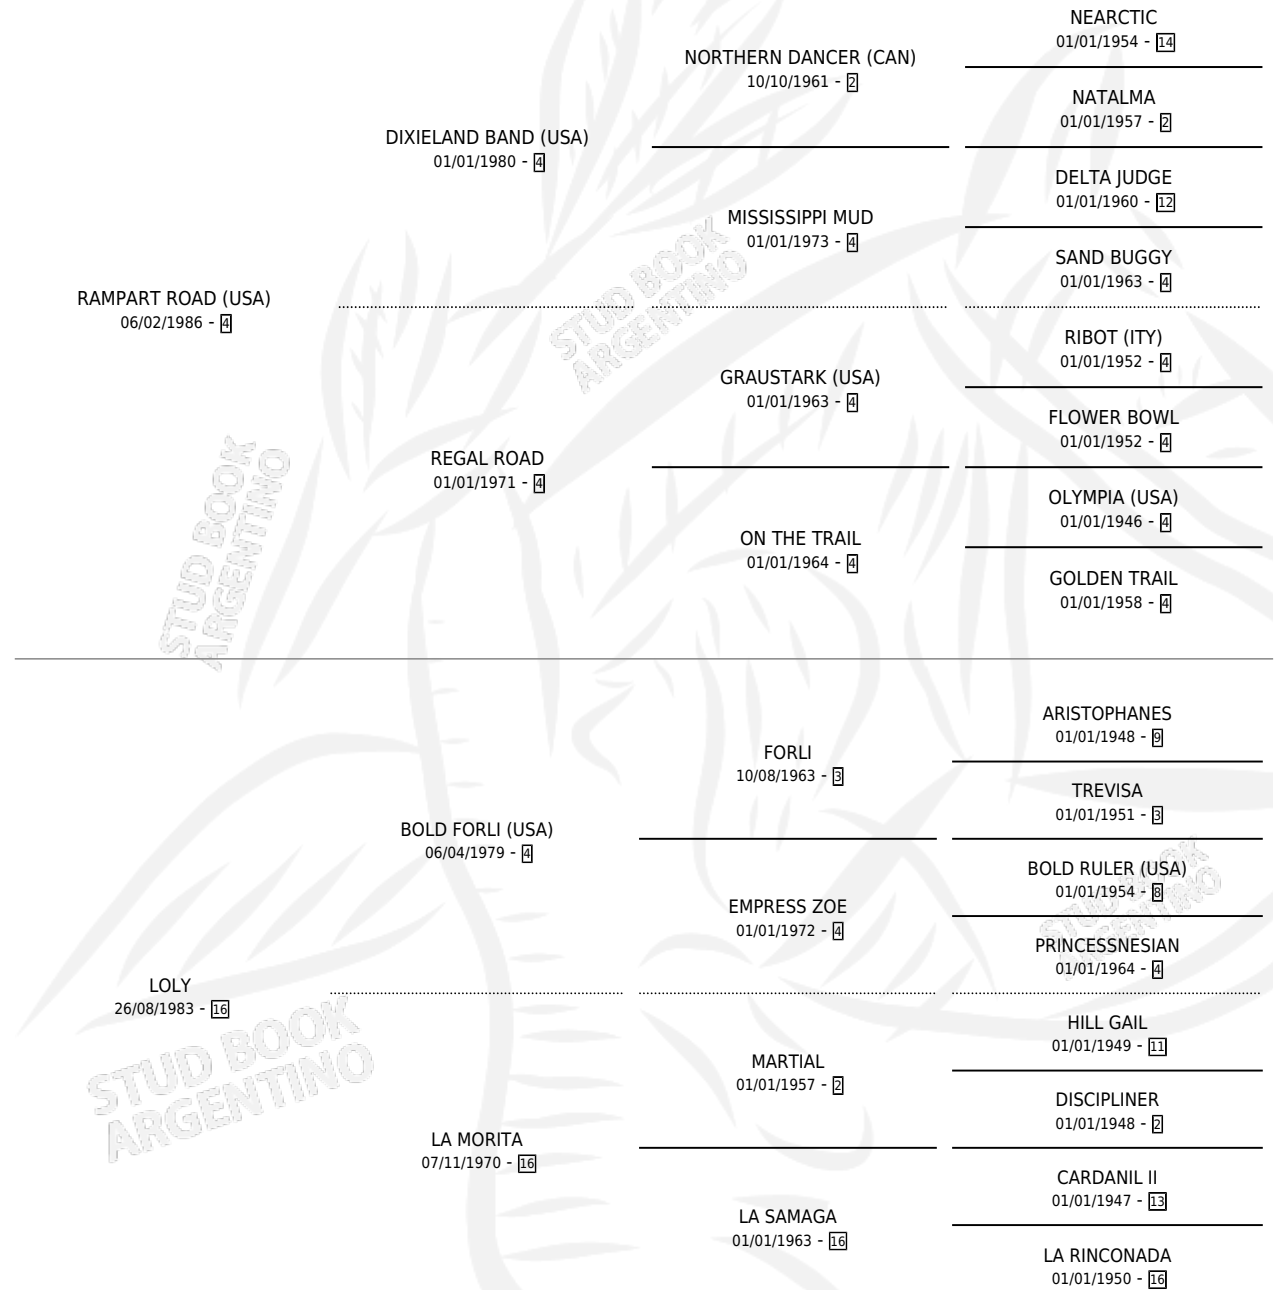 NEARCTIC
01/01/1954 - 14
NORTHERN DANCER (CAN)
10/10/1961 - 2
NATALMA
01/01/1957 - 2
DIXIELAND BAND (USA)
01/01/1980 - 4
DELTA JUDGE
01/01/1960 - 12
MISSISSIPPI MUD
01/01/1973 - 4
SAND BUGGY
01/01/1963 - 4
RAMPART ROAD (USA)
06/02/1986 - 4
RIBOT (ITY)
01/01/1952 - 4
GRAUSTARK (USA)
01/01/1963 - 4
FLOWER BOWL
01/01/1952 - 4
REGAL ROAD
01/01/1971 - 4
OLYMPIA (USA)
01/01/1946 - 4
ON THE TRAIL
01/01/1964 - 4
GOLDEN TRAIL
01/01/1958 - 4
ARISTOPHANES
01/01/1948 - 9
FORLI
10/08/1963 - 3
TREVISA
01/01/1951 - 3
BOLD FORLI (USA)
06/04/1979 - 4
BOLD RULER (USA)
01/01/1954 - 8
EMPRESS ZOE
01/01/1972 - 4
PRINCESSNESIAN
01/01/1964 - 4
LOLY
26/08/1983 - 16
HILL GAIL
01/01/1949 - 11
MARTIAL
01/01/1957 - 2
DISCIPLINER
01/01/1948 - 2
LA MORITA
07/11/1970 - 16
CARDANIL II
01/01/1947 - 13
LA SAMAGA
01/01/1963 - 16
LA RINCONADA
01/01/1950 - 16
STUD BOOK
ARGENTINO
STUD BOOK
ARGENTINO
STUD BOOK
ARGENTINO
STUD BOOK
ARGENTINO